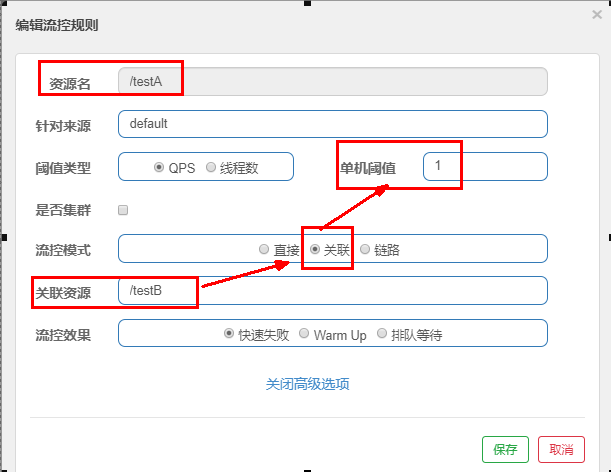 编辑流控规则 ×
资源名 /testA
针对来源 default
阈值类型 QPS 线程数 单机阈值 1
是否集群
流控模式 直接 关联 链路
关联资源 /testB
流控效果 快速失败 Warm Up 排队等待
关闭高级选项
保存 取消